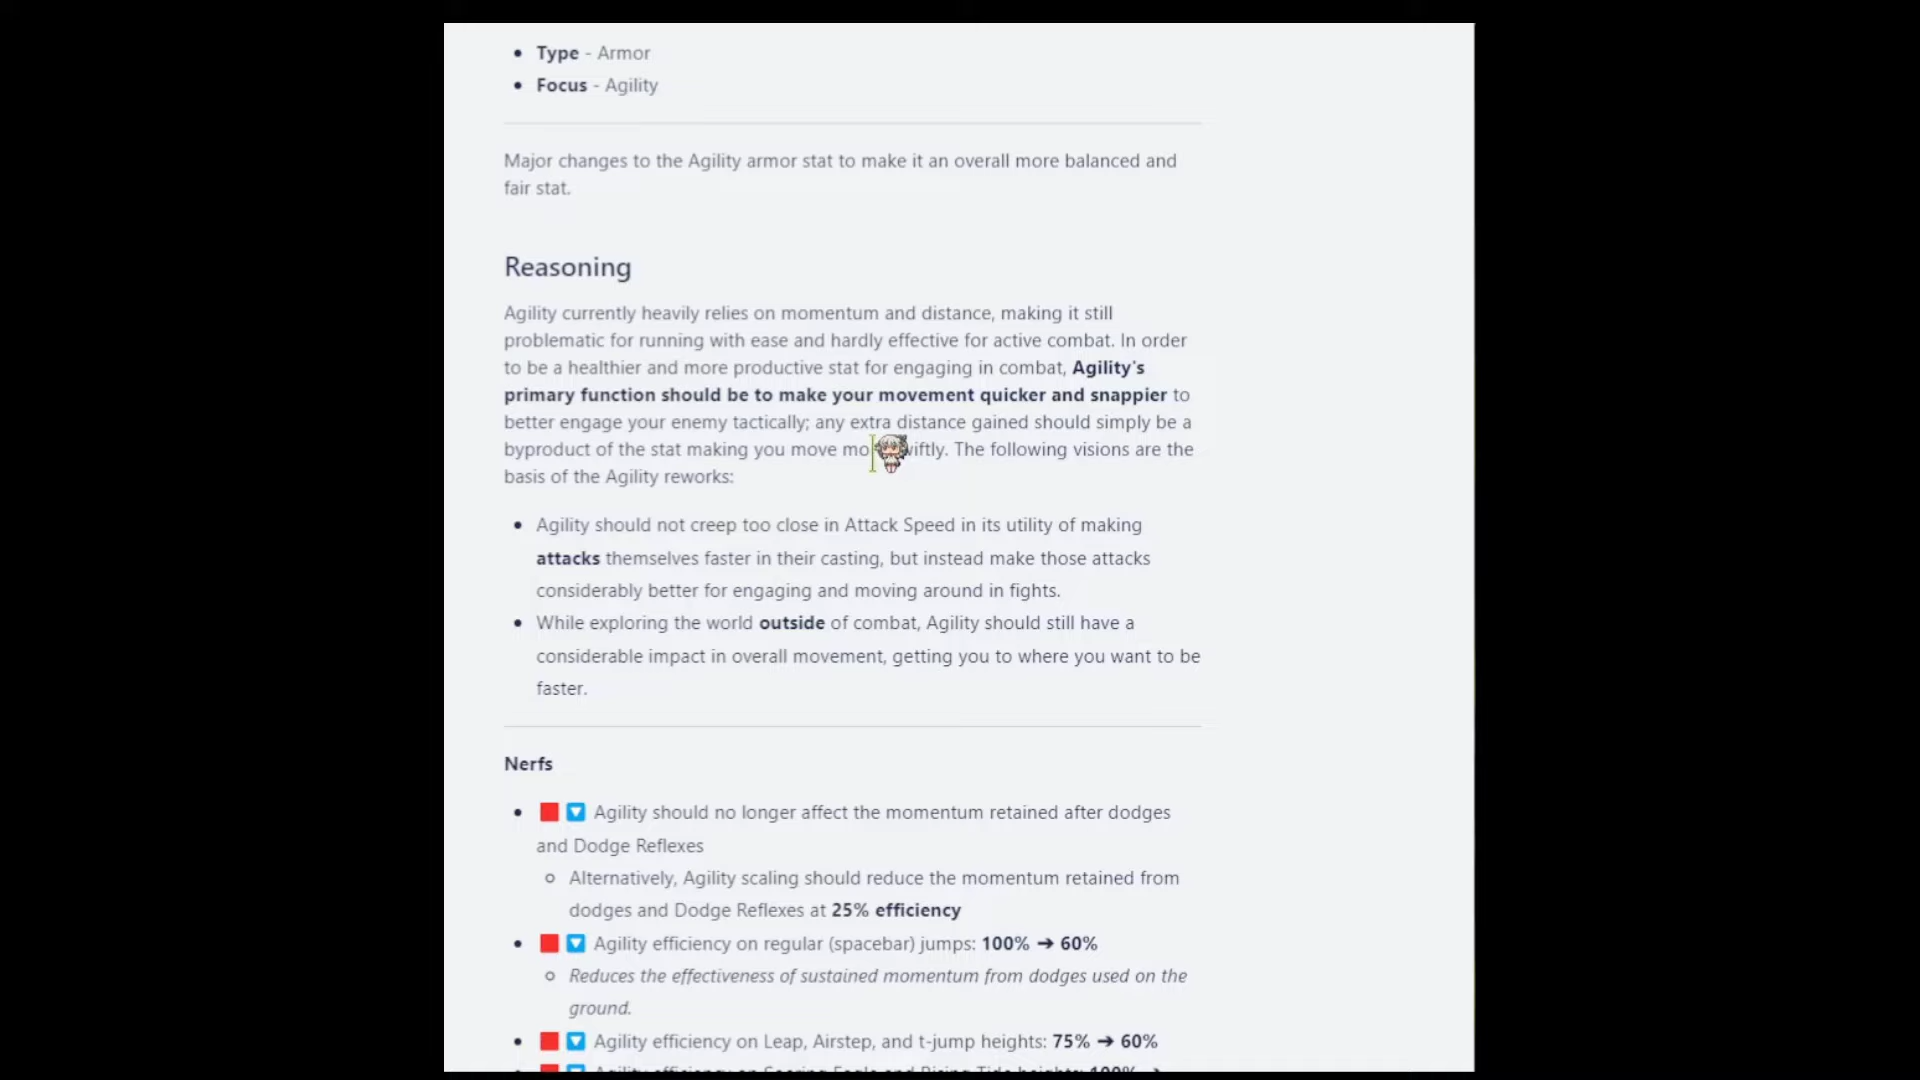 Type - Armor
Focus - Agility
Major changes to the Agility armor stat to make it an overall more balanced and
fair stat.
Reasoning
Agility currently heavily relies on momentum and distance, making it still
problematic for running with ease and hardly effective for active combat. In order
to be a healthier and more productive stat for engaging in combat, Agility's
primary function should be to make your movement quicker and snappier to
better engage your enemy tactically; any extra distance gained should simply be a
byproduct of the stat making you move mo wiftly. The following visions are the
basis of the Agility reworks:
Agility should not creep too close in Attack Speed in its utility of making
attacks themselves faster in their casting, but instead make those attacks
considerably better for engaging and moving around in fights.
While exploring the world outside of combat, Agility should still have a
considerable impact in overall movement, getting you to where you want to be
faster.
Nerfs
Agility should no longer affect the momentum retained after dodges
and Dodge Reflexes
Alternatively, Agility scaling should reduce the momentum retained from
dodges and Dodge Reflexes at 25% efficiency
Agility efficiency on regular (spacebar) jumps: 100% ➔ 60%
Reduces the effectiveness of sustained momentum from dodges used on the
ground.
Agility efficiency on Leap, Airstep, and t-jump heights: 75% ➔ 60%